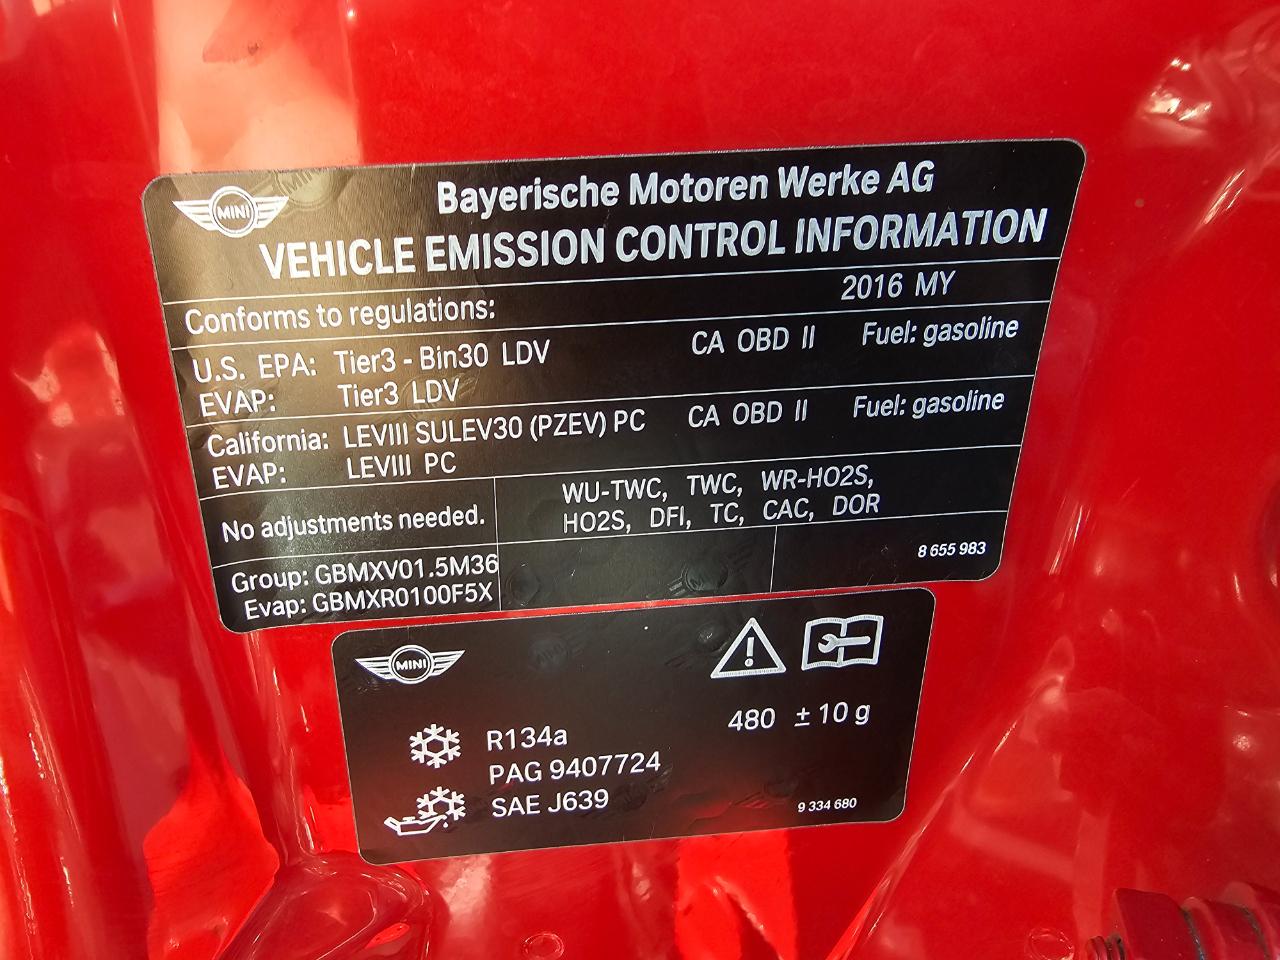 MINI
Bayerische Motoren Werke AG
VEHICLE EMISSION CONTROL INFORMATION
Conforms to regulations: 2016 MY
U.S. EPA: Tier3 - Bin30 LDV CA OBD II Fuel: gasoline
EVAP: Tier3 LDV
California: LEVIII SULEV30 (PZEV) PC CA OBD II Fuel: gasoline
EVAP: LEVIII PC
No adjustments needed.
WU-TWC, TWC, WR-HO2S,
HO2S, DFI, TC, CAC, DOR
Group: GBMXV01.5M36
Evap: GBMXR0100F5X
8 655 983
MINI
480 ± 10 g
R134a
PAG 9407724
SAE J639
9 334 680